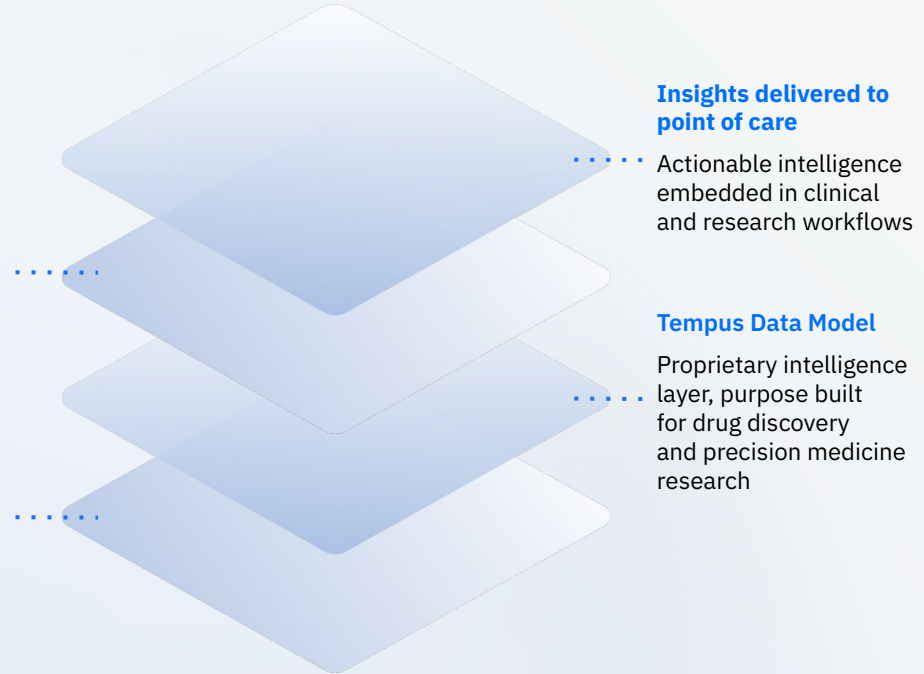 Insights delivered to
point of care
Actionable intelligence
embedded in clinical
and research workflows
Tempus Data Model
Proprietary intelligence
layer, purpose built
for drug discovery
and precision medicine
research